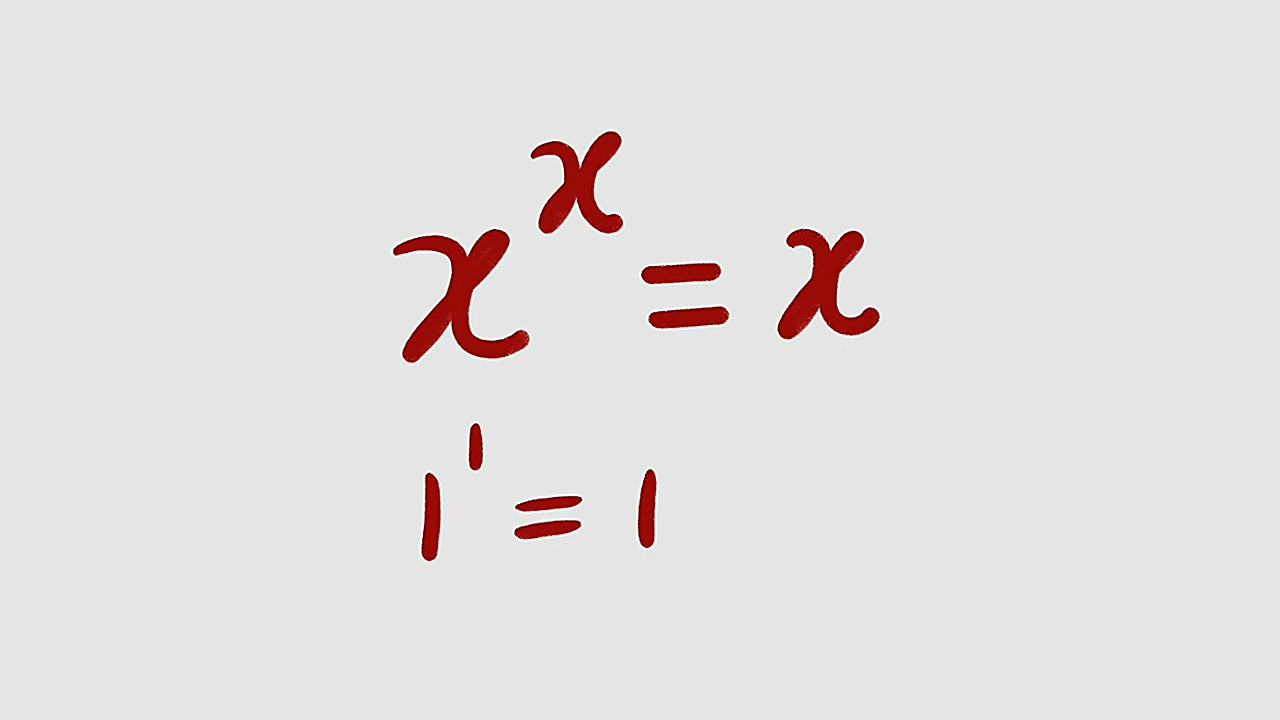 x^x = x
1^1 = 1